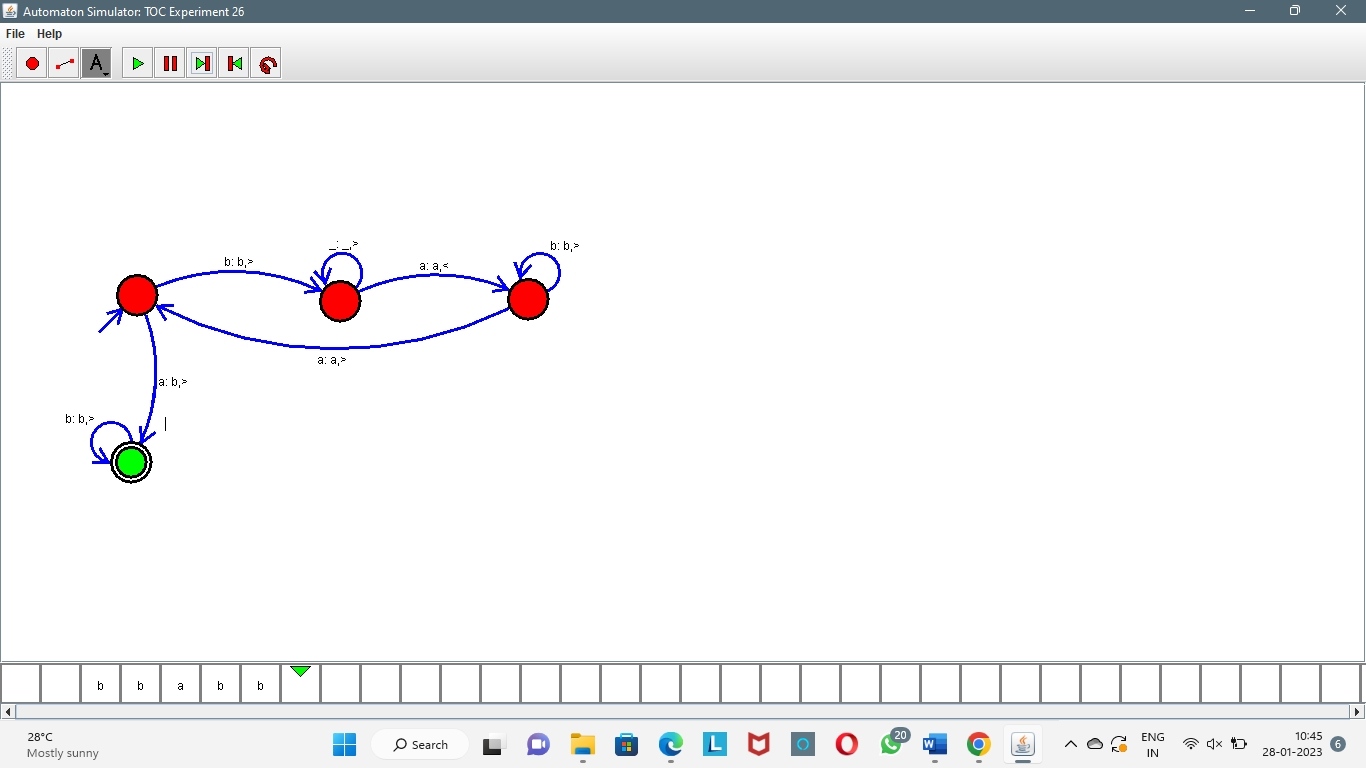 Automaton Simulator: TOC Experiment 26
File Help
A
_: _,>
b: b,>
b: b,>
a: a,<
a: a,>
a: b,>
b: b,>
b b a b b
28°C
Mostly sunny
Search
L
20
W
ENG
IN
10:45
28-01-2023
6